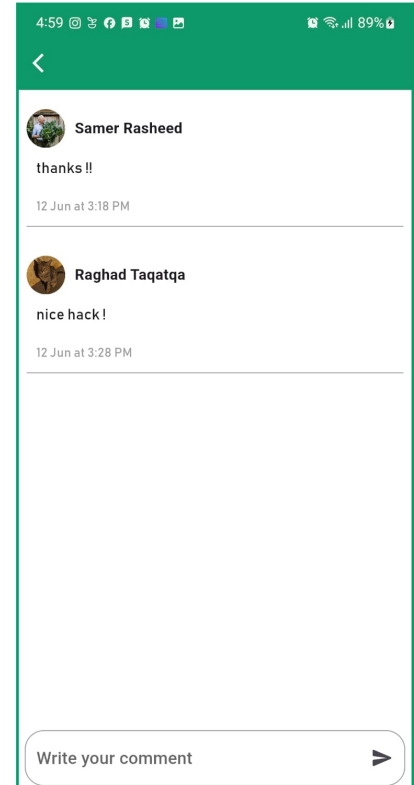 4:59 89%
Samer Rasheed
thanks !!
12 Jun at 3:18 PM
Raghad Taqatqa
nice hack !
12 Jun at 3:28 PM
Write your comment